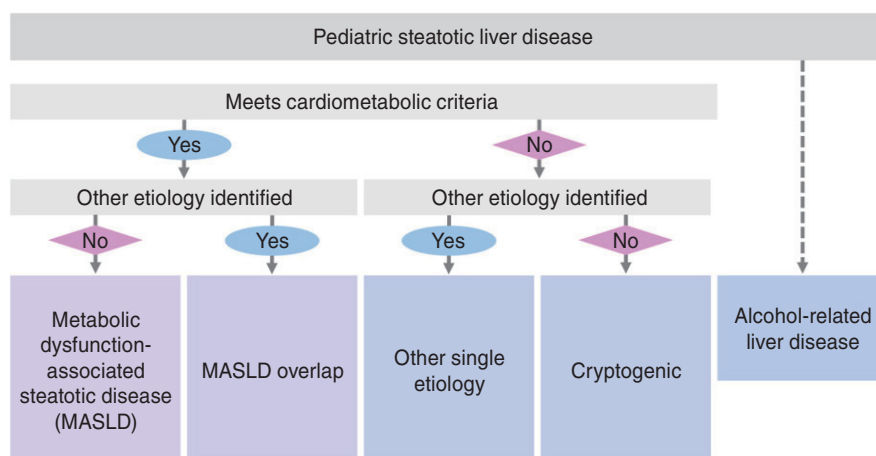 Pediatric steatotic liver disease
Meets cardiometabolic criteria
Yes
No
Other etiology identified
Other etiology identified
No
Yes
Yes
No
Metabolic
dysfunction-
associated
steatotic disease
(MASLD)
MASLD overlap
Other single
etiology
Cryptogenic
Alcohol-related
liver disease